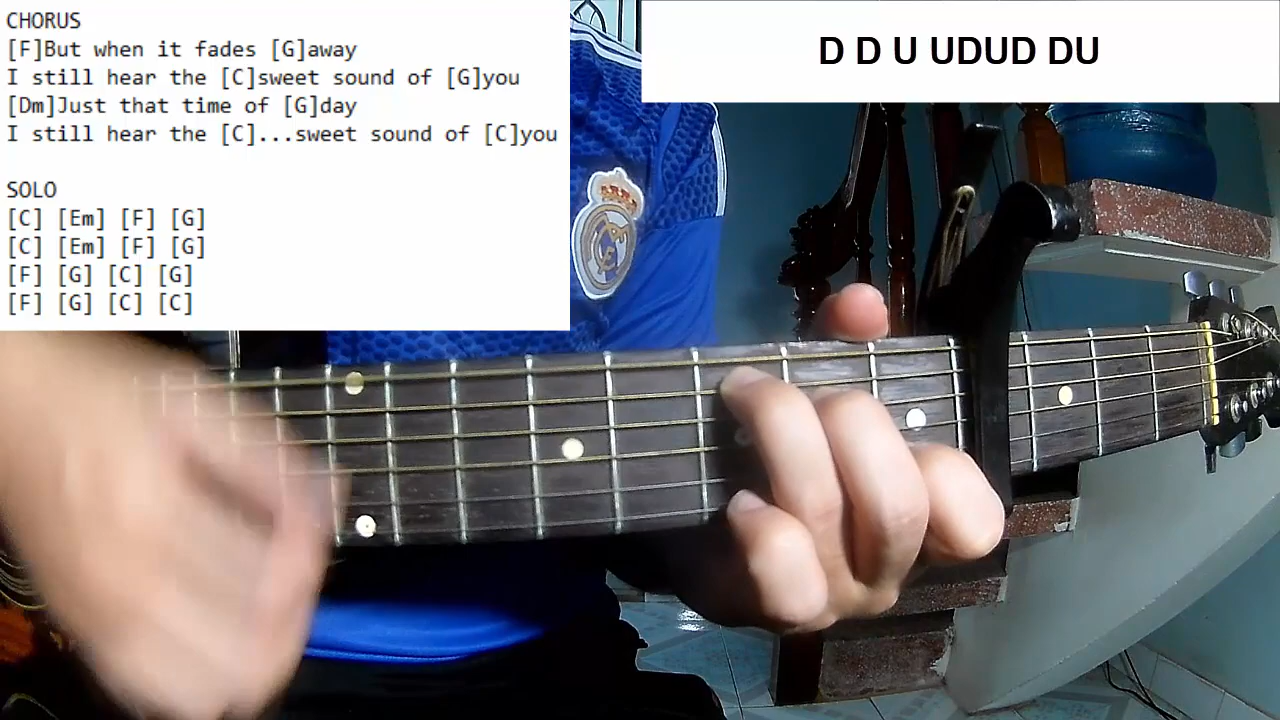 CHORUS
[F]But when it fades [G]away
I still hear the [C]sweet sound of [G]you
[Dm]Just that time of [G]day
I still hear the [C]...sweet sound of [C]you
SOLO
[C] [Em] [F] [G]
[C] [Em] [F] [G]
[F] [G] [C] [G]
[F] [G] [C] [C]
D D U UDUD DU